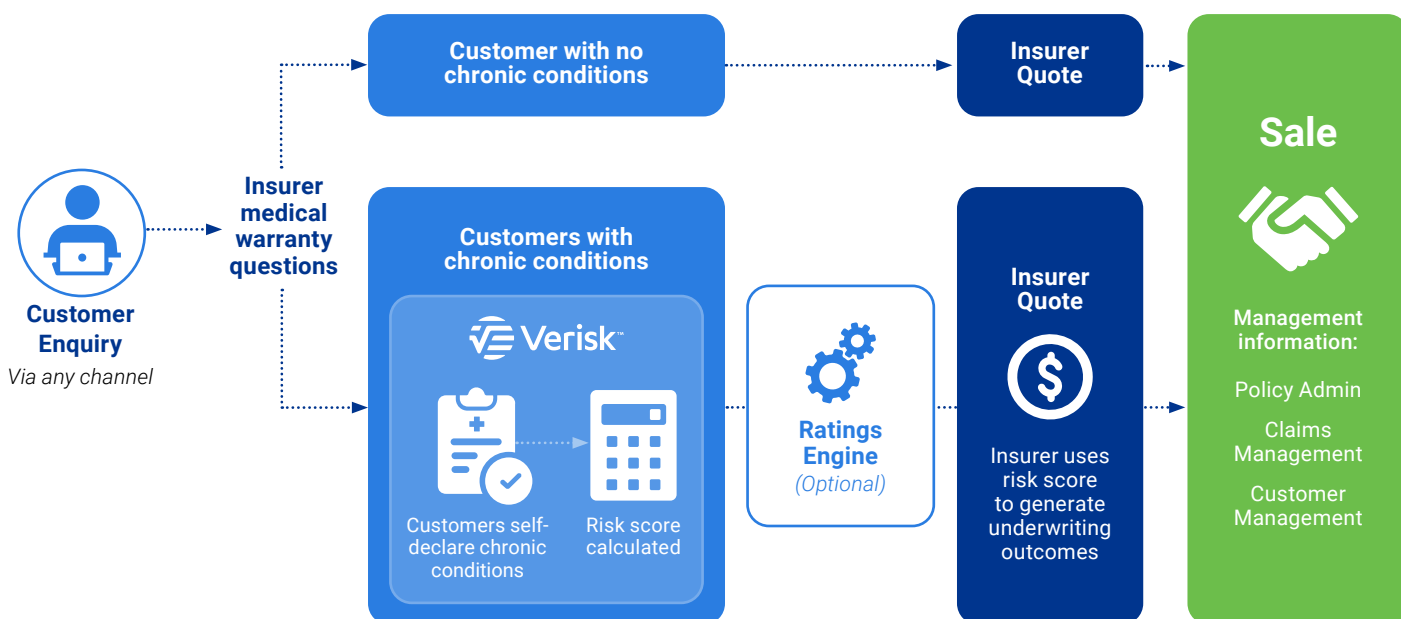 Customer
Enquiry
Via any channel
Insurer
medical
warranty
questions
Customer with no
chronic conditions
Insurer
Quote
Customers with
chronic conditions
Verisk™
Customers self-
declare chronic
conditions
Risk score
calculated
Ratings
Engine
(Optional)
Insurer
Quote
$
Insurer uses
risk score
to generate
underwriting
outcomes
Sale
Management
information:
Policy Admin
Claims
Management
Customer
Management